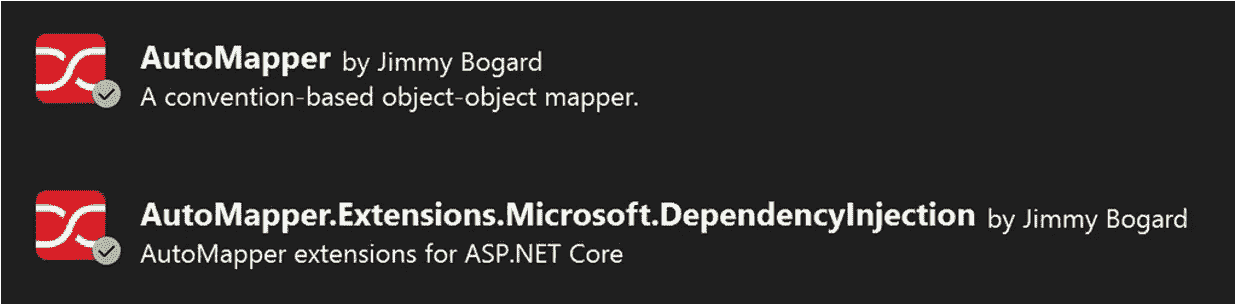 AutoMapper by Jimmy Bogard
A convention-based object-object mapper.
AutoMapper.Extensions.Microsoft.DependencyInjection by Jimmy Bogard
AutoMapper extensions for ASP.NET Core